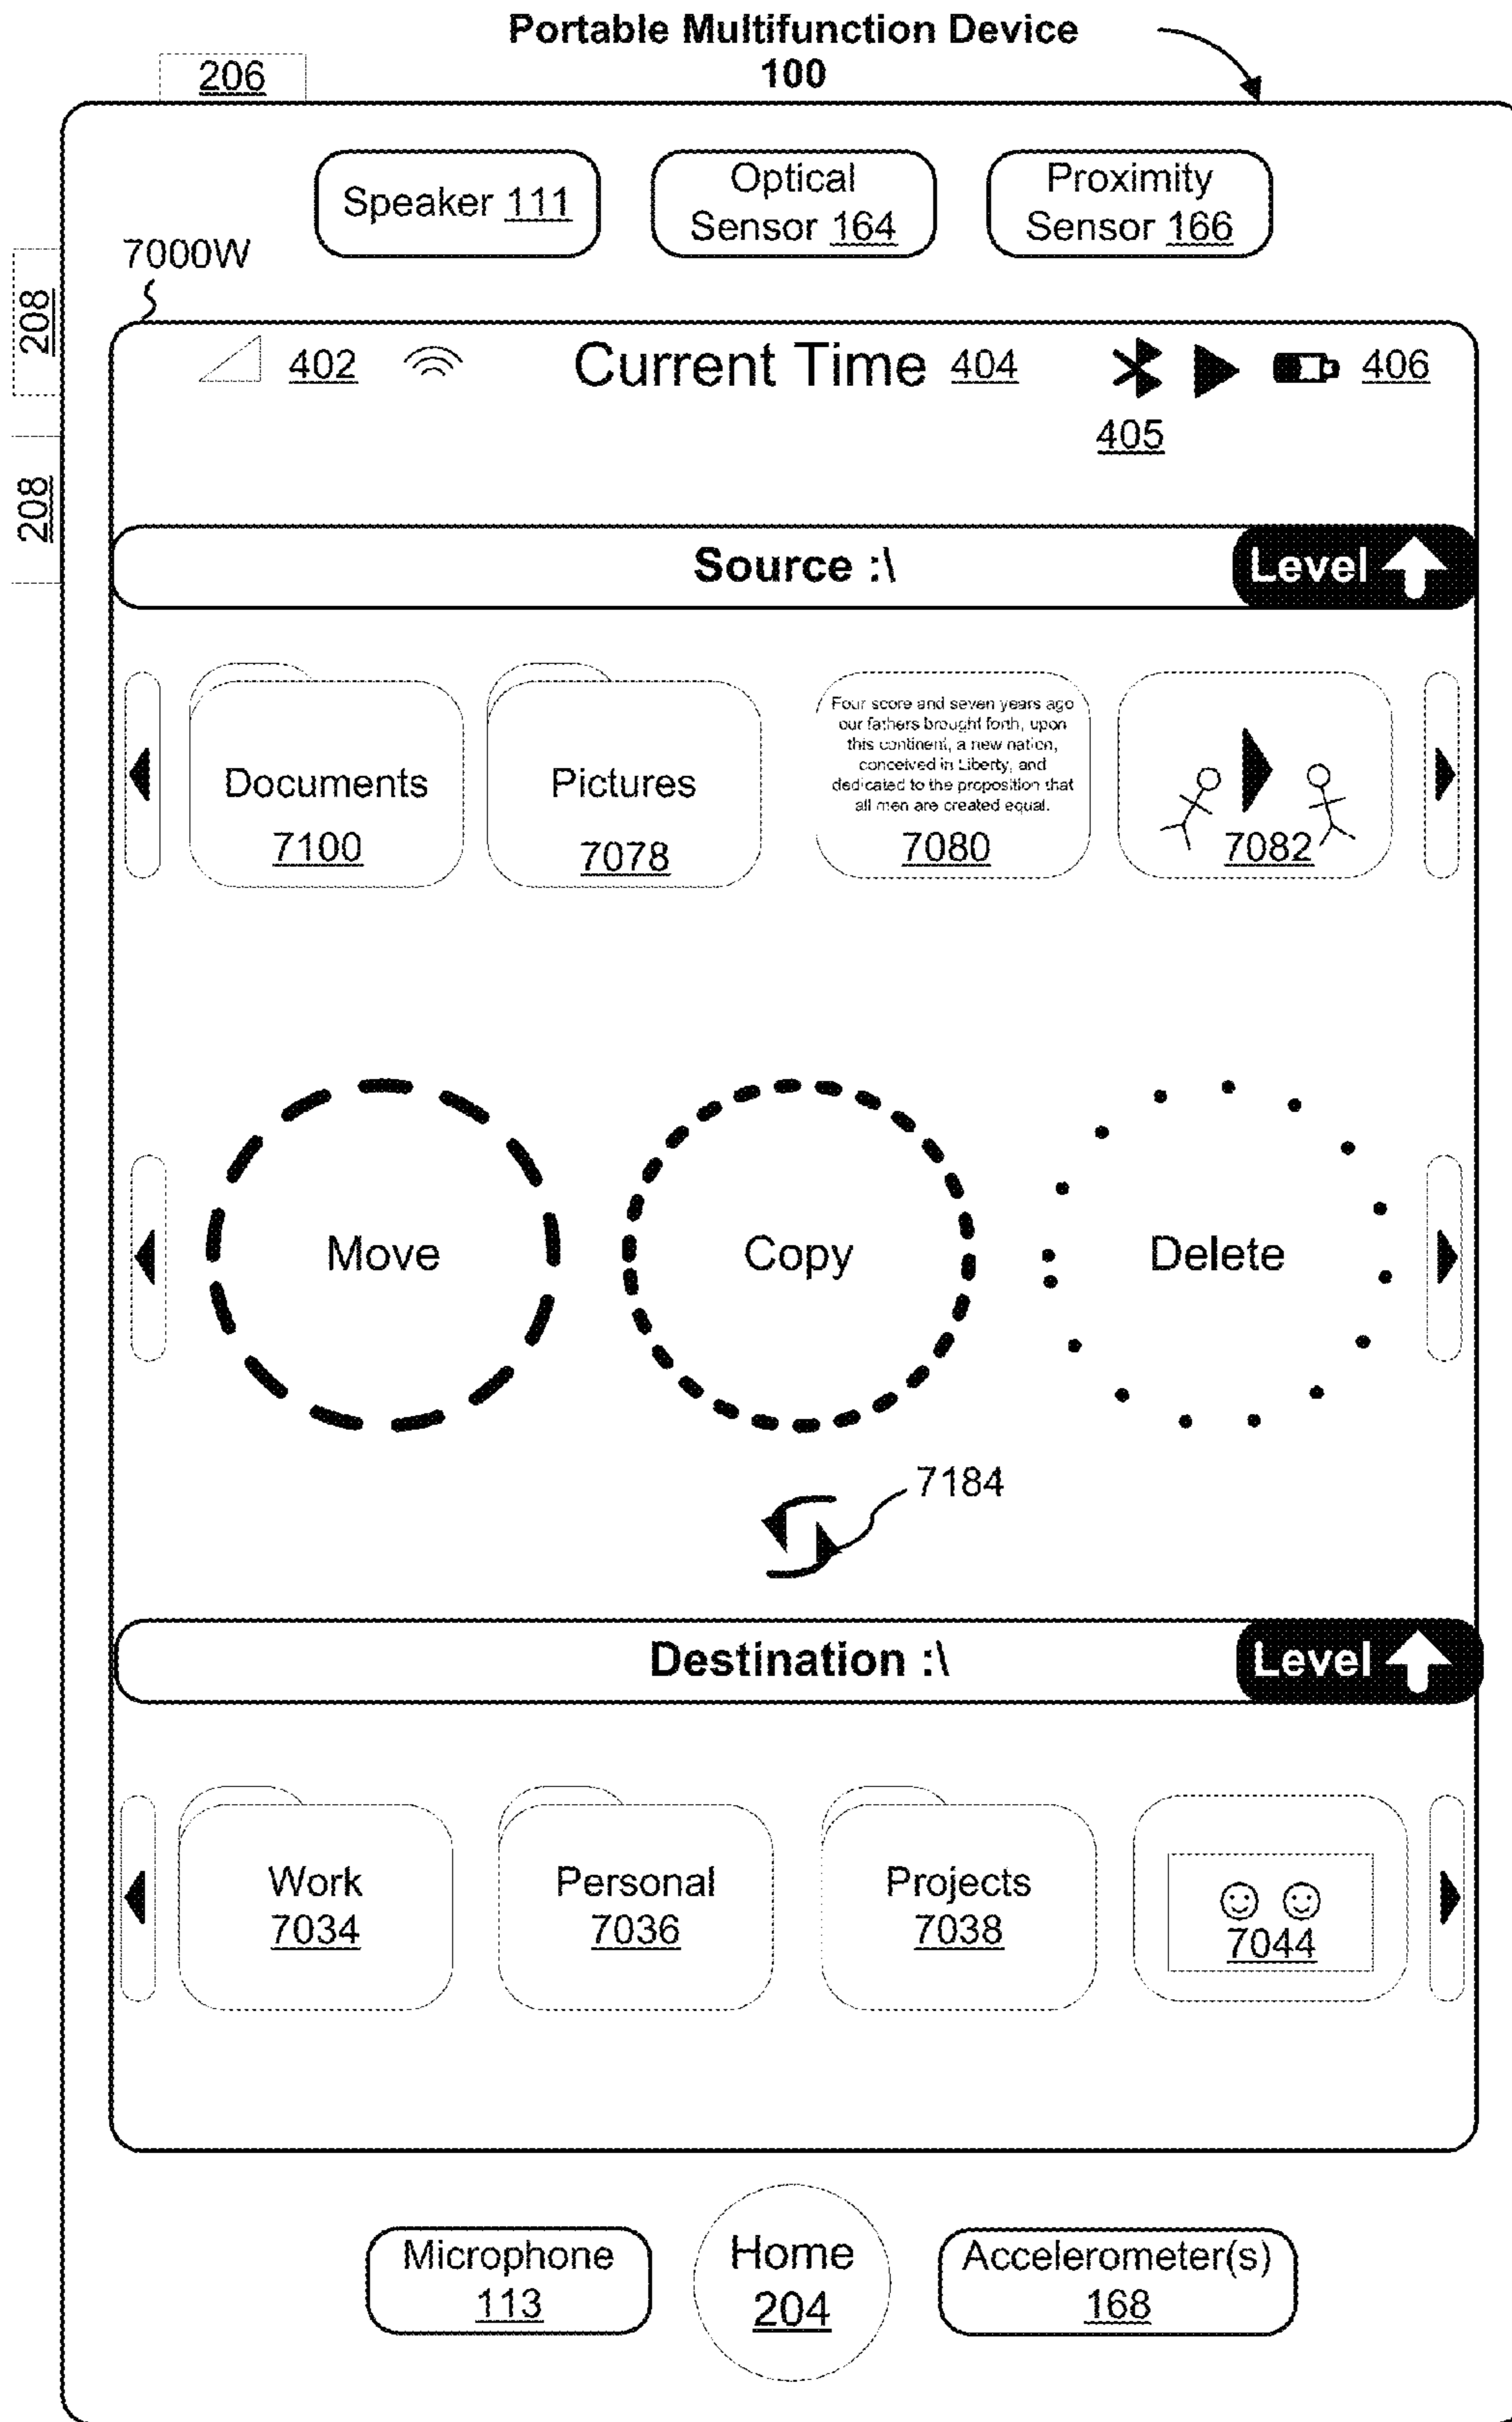 Portable Multifunction Device
100
206
Speaker 111
Optical
Sensor 164
Proximity
Sensor 166
7000W
208
208
402
Current Time 404
406
405
Source :\
Level
Documents
7100
Pictures
7078
Four score and seven years ago
our fathers brought forth, upon
this continent, a new nation,
conceived in Liberty, and
dedicated to the proposition that
all men are created equal.
7080
7082
Move
Copy
Delete
7184
Destination :\
Level
Work
7034
Personal
7036
Projects
7038
7044
Microphone
113
Home
204
Accelerometer(s)
168